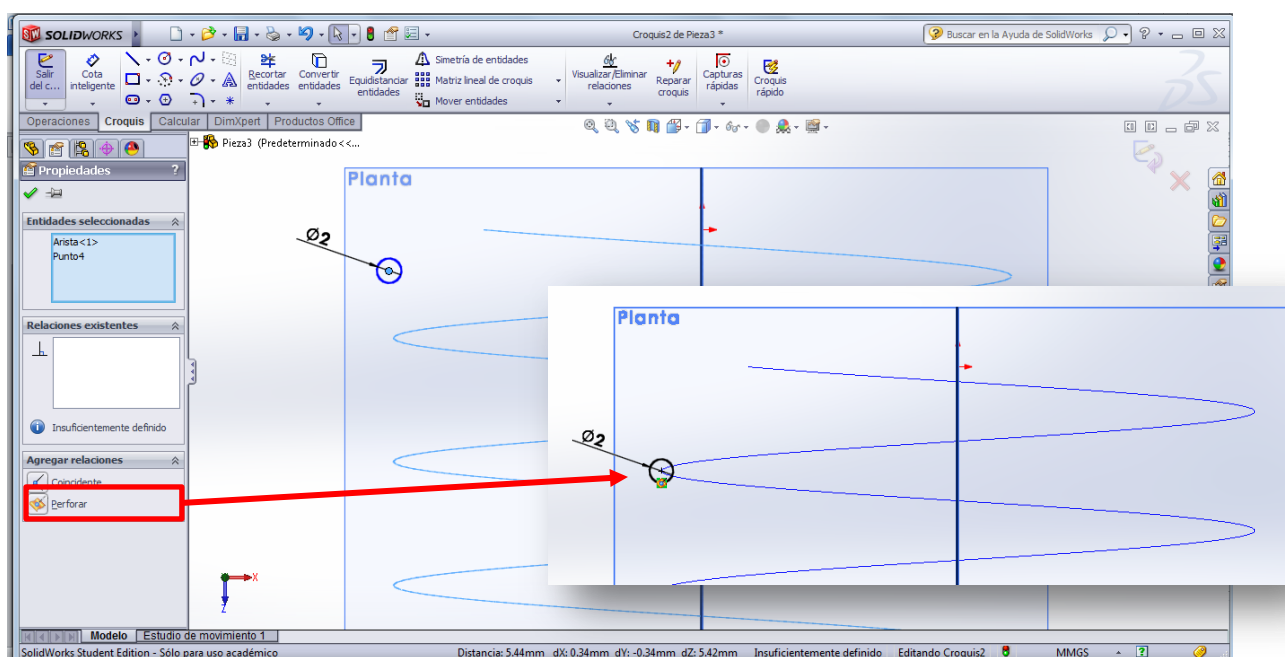 SOLIDWORKS
Croquis2 de Pieza3 *
Buscar en la Ayuda de SolidWorks
Salir del c...
Cota inteligente
Recortar entidades
Convertir entidades
Equidistanciar entidades
Simetría de entidades
Matriz lineal de croquis
Mover entidades
Visualizar/Eliminar relaciones
Reparar croquis
Capturas rápidas
Croquis rápido
Operaciones Croquis Calcular DimXpert Productos Office
Pieza3 (Predeterminado<<...
Propiedades ?
Entidades seleccionadas
Arista<1>
Punto4
Relaciones existentes
Insuficientemente definido
Agregar relaciones
Coincidente
Perforar
Planta
Ø2
Planta
Ø2
X
Z
Modelo Estudio de movimiento 1
SolidWorks Student Edition - Sólo para uso académico
Distancia: 5.44mm dX: 0.34mm dY: -0.34mm dZ: 5.42mm Insuficientemente definido Editando Croquis2 MMGS